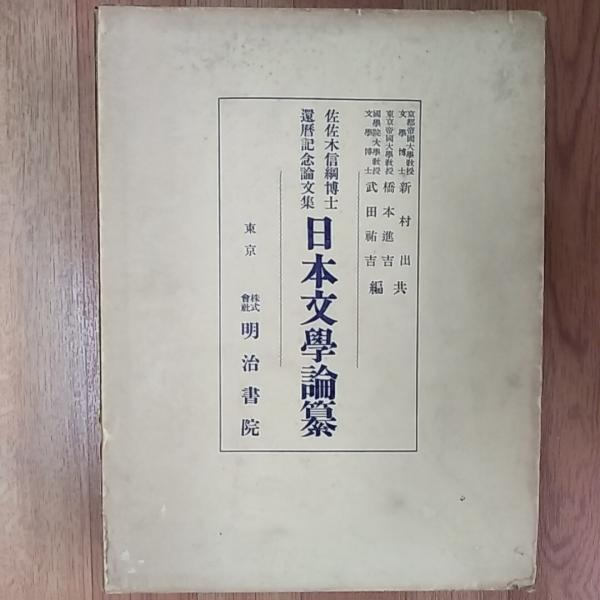 京都帝國大學教授
文學博士
新村出
東京帝國大學教授
橋本進吉
國學院大學教授
文學博士
武田祐吉
共編
佐佐木信綱博士
還曆記念論文集
日本文學論纂
東京
株式會社
明治書院